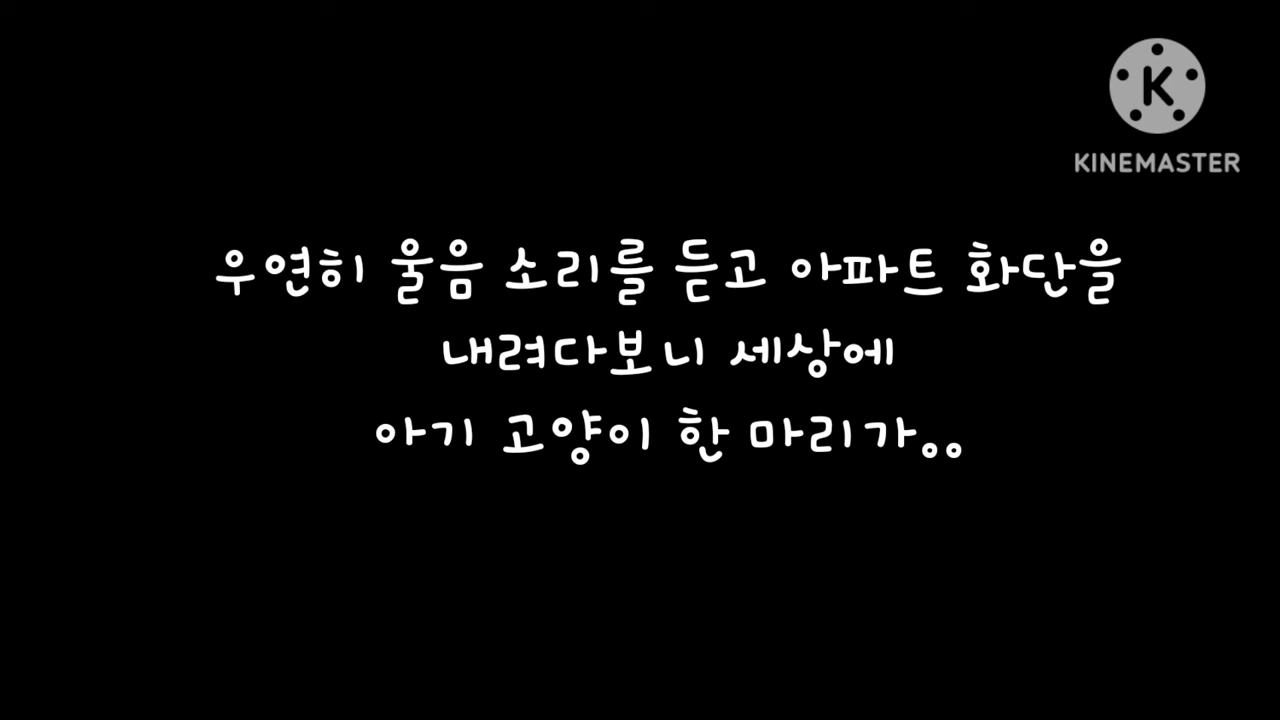 K
KINEMASTER
우연히 울음 소리를 듣고 아파트 화단을
내려다보니 세상에
아기 고양이 한 마리가..